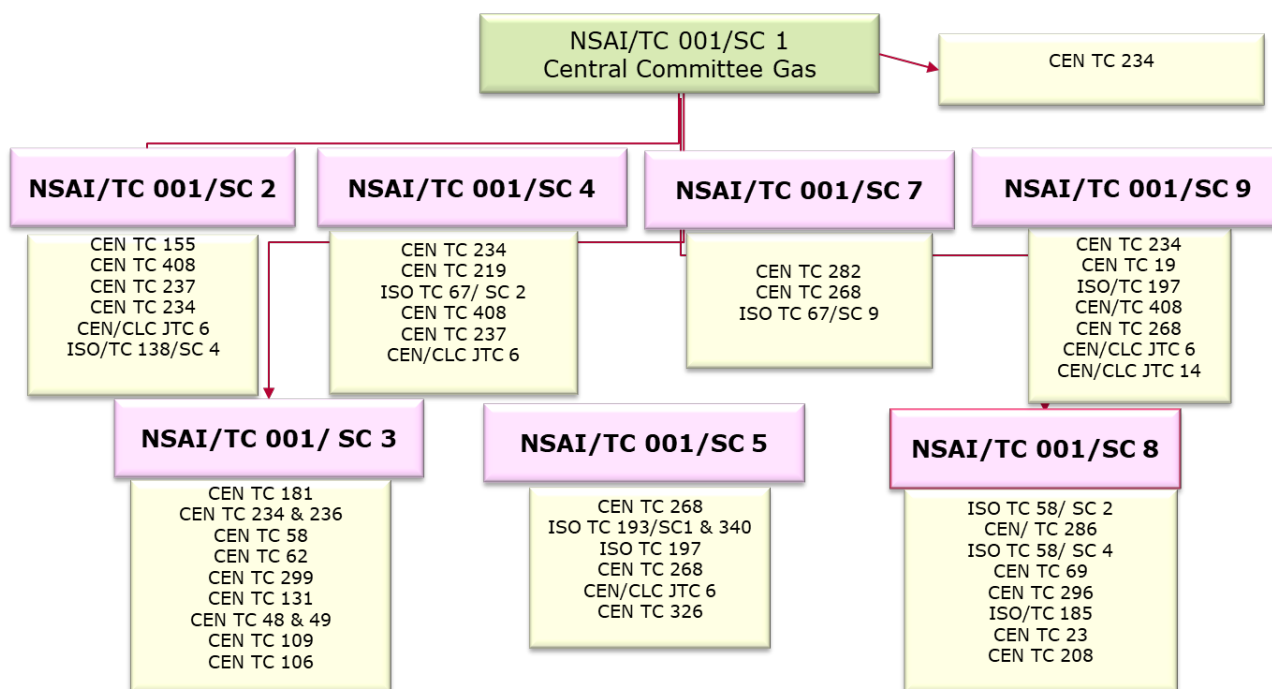 NSAI/TC 001/SC 1
Central Committee Gas
CEN TC 234
NSAI/TC 001/SC 2
CEN TC 155
CEN TC 408
CEN TC 237
CEN TC 234
CEN/CLC JTC 6
ISO/TC 138/SC 4
NSAI/TC 001/SC 4
CEN TC 234
CEN TC 219
ISO TC 67/ SC 2
CEN TC 408
CEN TC 237
CEN/CLC JTC 6
NSAI/TC 001/SC 7
CEN TC 282
CEN TC 268
ISO TC 67/SC 9
NSAI/TC 001/SC 9
CEN TC 234
CEN TC 19
ISO/TC 197
CEN/TC 408
CEN TC 268
CEN/CLC JTC 6
CEN/CLC JTC 14
NSAI/TC 001/ SC 3
CEN TC 181
CEN TC 234 & 236
CEN TC 58
CEN TC 62
CEN TC 299
CEN TC 131
CEN TC 48 & 49
CEN TC 109
CEN TC 106
NSAI/TC 001/SC 5
CEN TC 268
ISO TC 193/SC1 & 340
ISO TC 197
CEN TC 268
CEN/CLC JTC 6
CEN TC 326
NSAI/TC 001/SC 8
ISO TC 58/ SC 2
CEN/ TC 286
ISO TC 58/ SC 4
CEN TC 69
CEN TC 296
ISO/TC 185
CEN TC 23
CEN TC 208